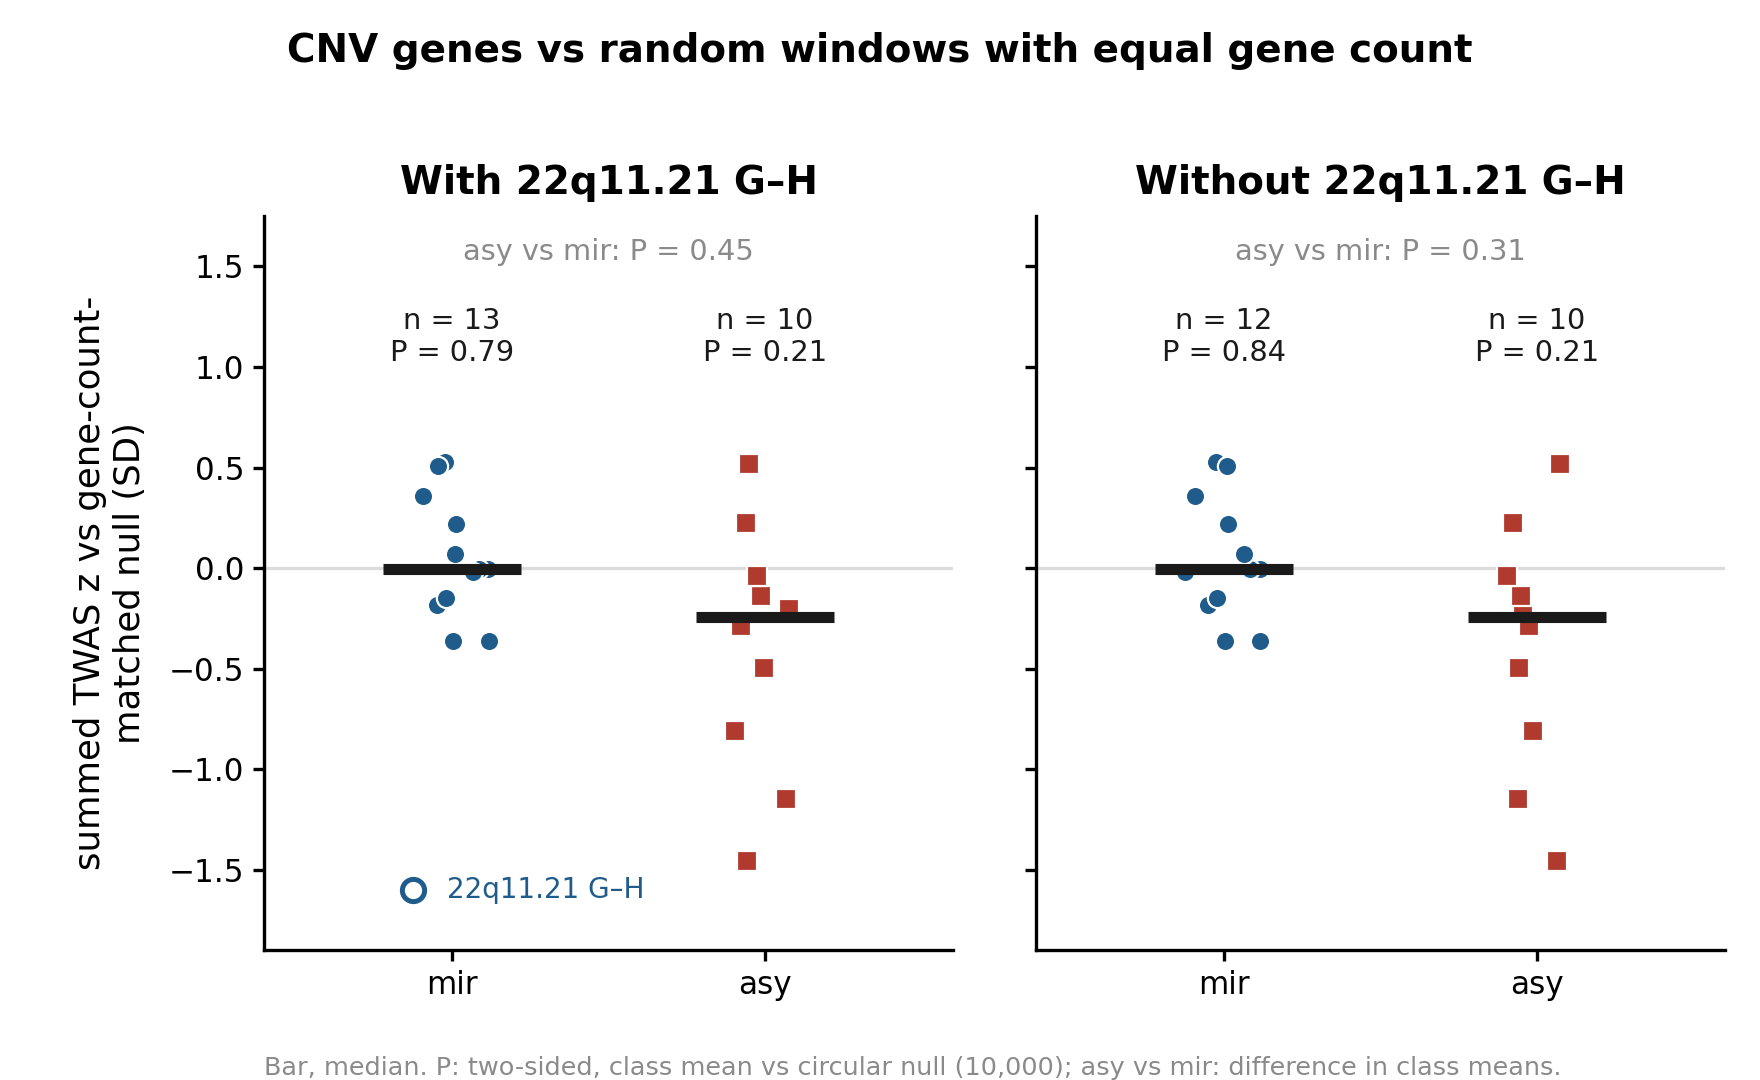 CNV genes vs random windows with equal gene count
With 22q11.21 G–H
Without 22q11.21 G–H
asy vs mir: P = 0.45
asy vs mir: P = 0.31
n = 13
P = 0.79
n = 10
P = 0.21
n = 12
P = 0.84
n = 10
P = 0.21
summed TWAS z vs gene-count-
matched null (SD)
1.5
1.0
0.5
0.0
−0.5
−1.0
−1.5
22q11.21 G–H
mir
asy
mir
asy
Bar, median. P: two-sided, class mean vs circular null (10,000); asy vs mir: difference in class means.